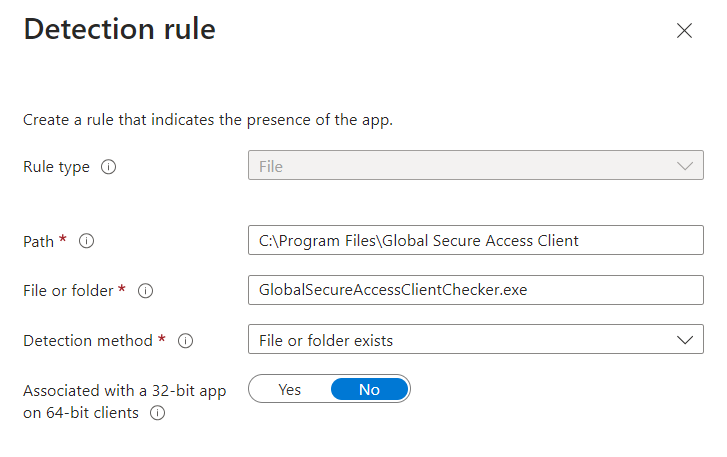 Detection rule
Create a rule that indicates the presence of the app.
Rule type
File
Path *
C:\Program Files\Global Secure Access Client
File or folder *
GlobalSecureAccessClientChecker.exe
Detection method *
File or folder exists
Associated with a 32-bit app
on 64-bit clients
Yes No